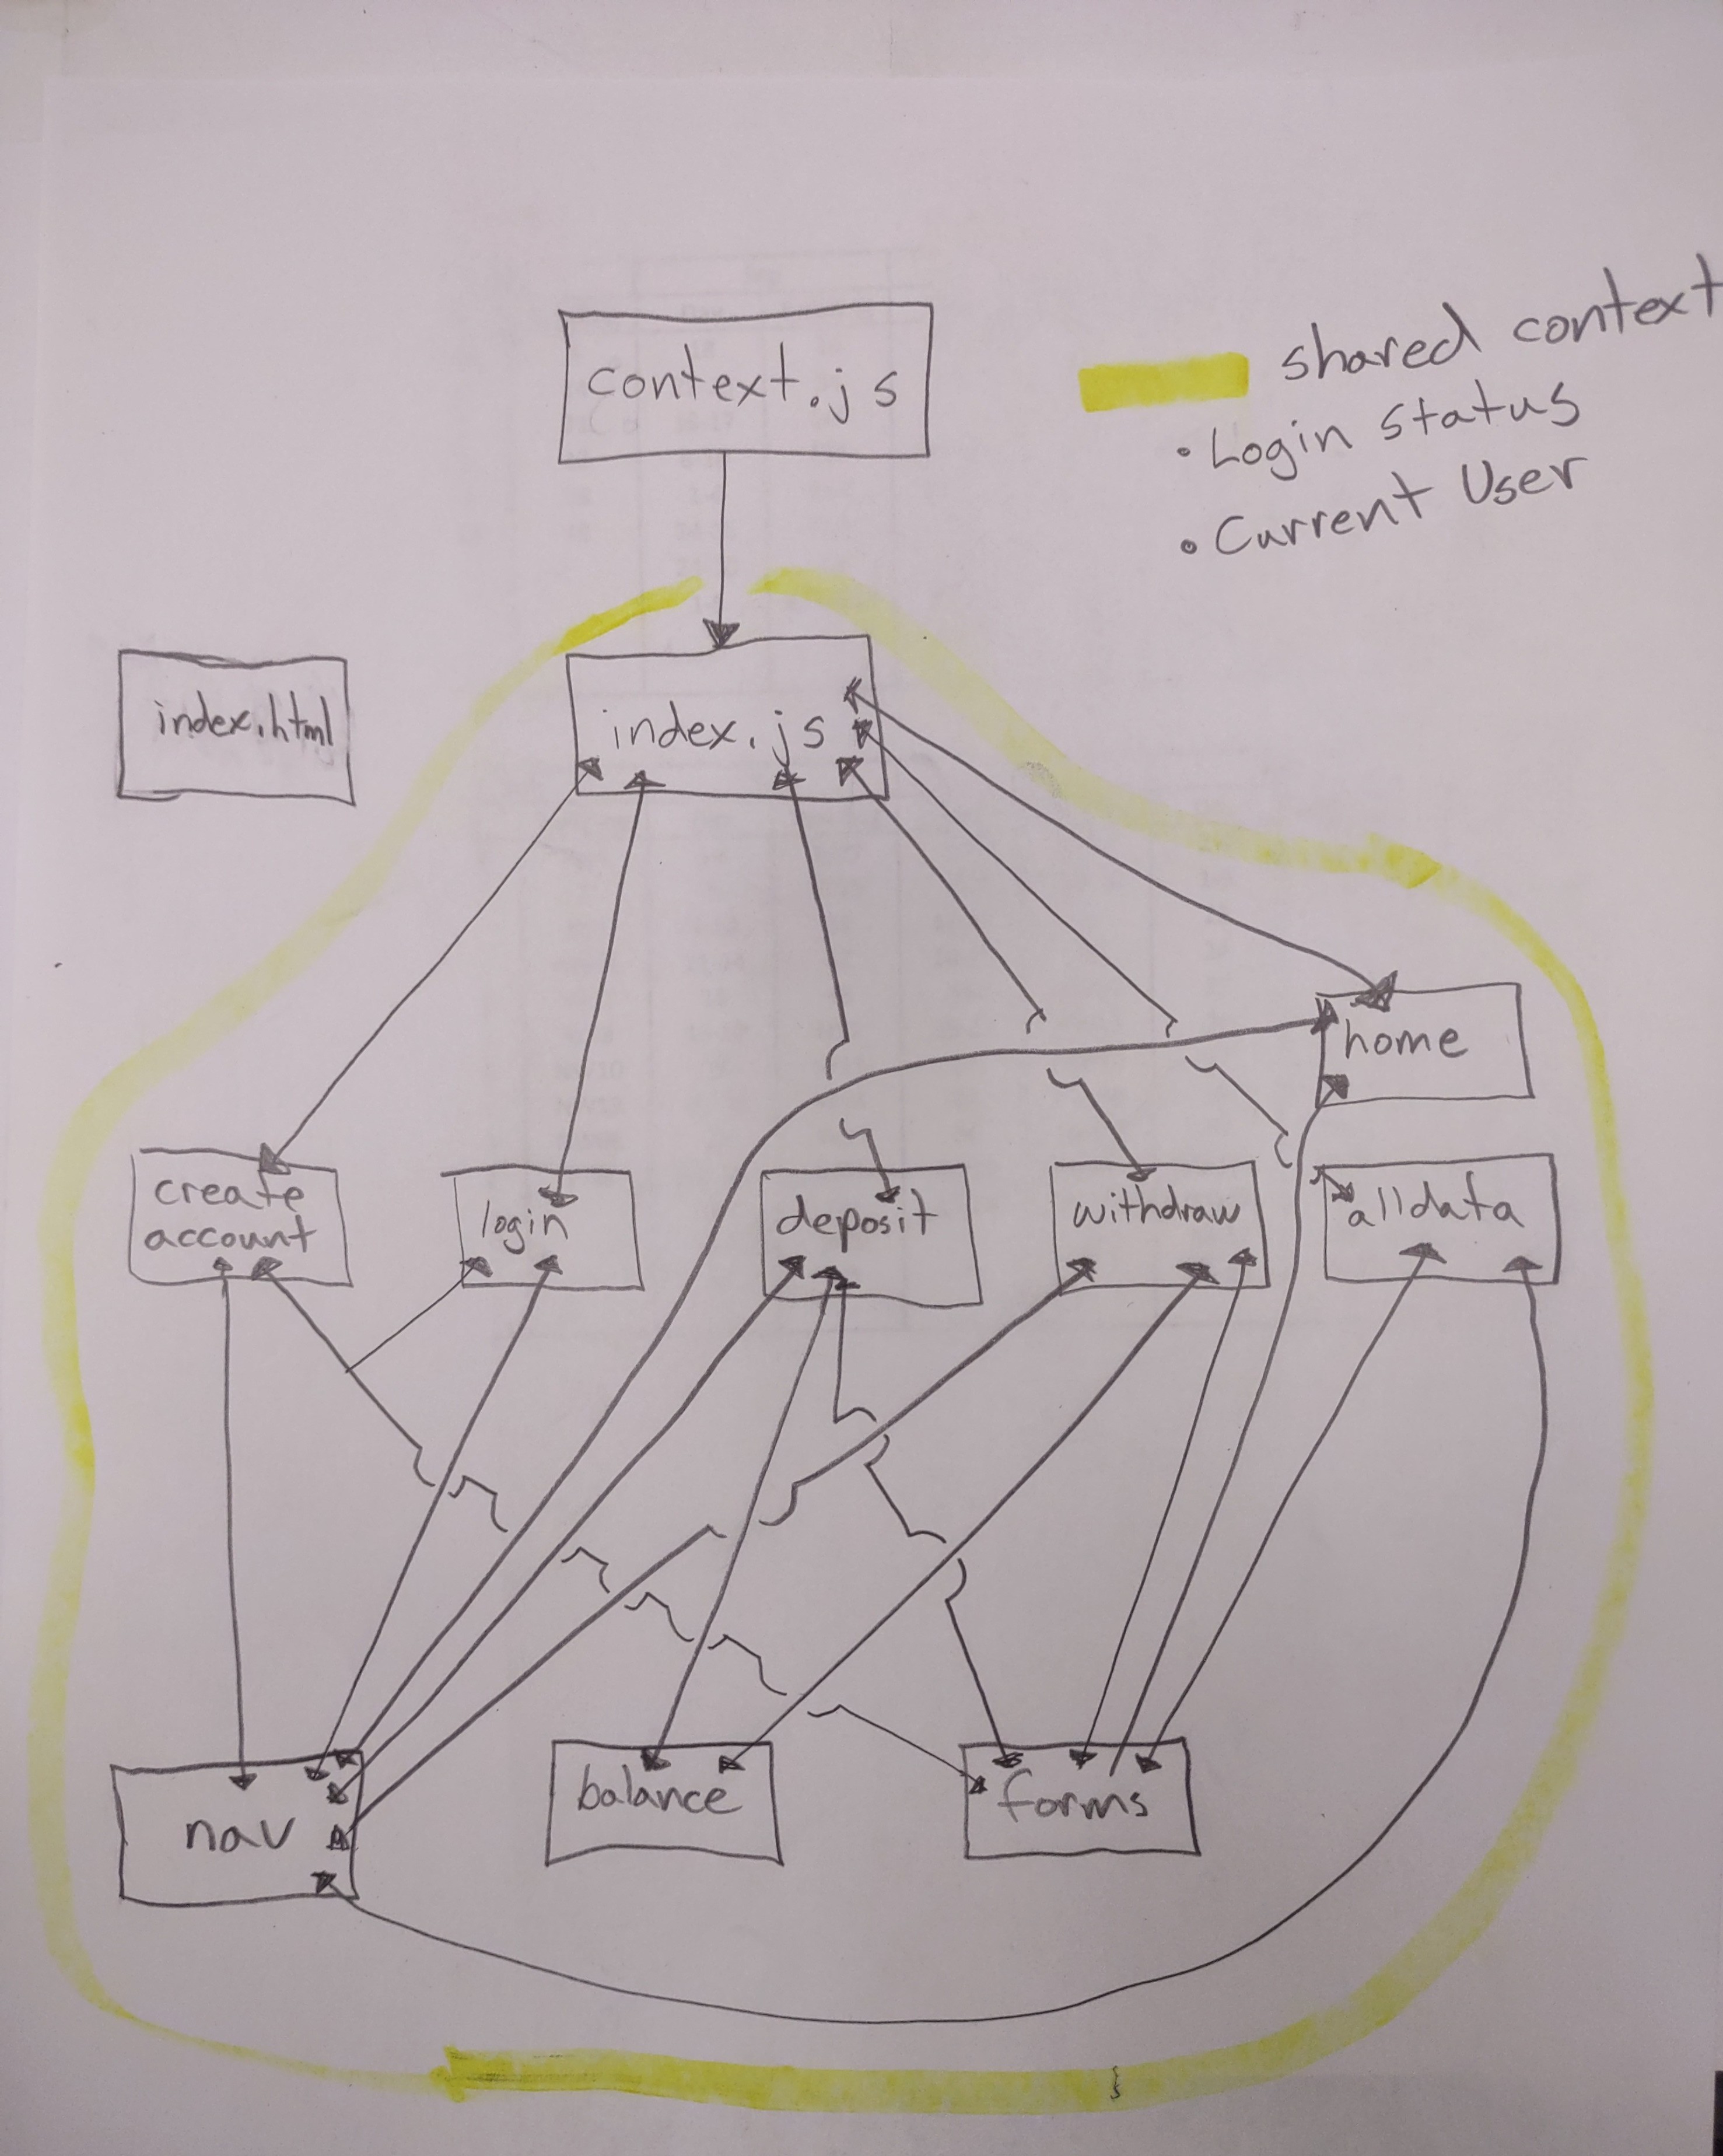 context.js
shared context
• Login status
• Current User
index.html
index.js
home
create
account
login
deposit
withdraw
alldata
nav
balance
forms